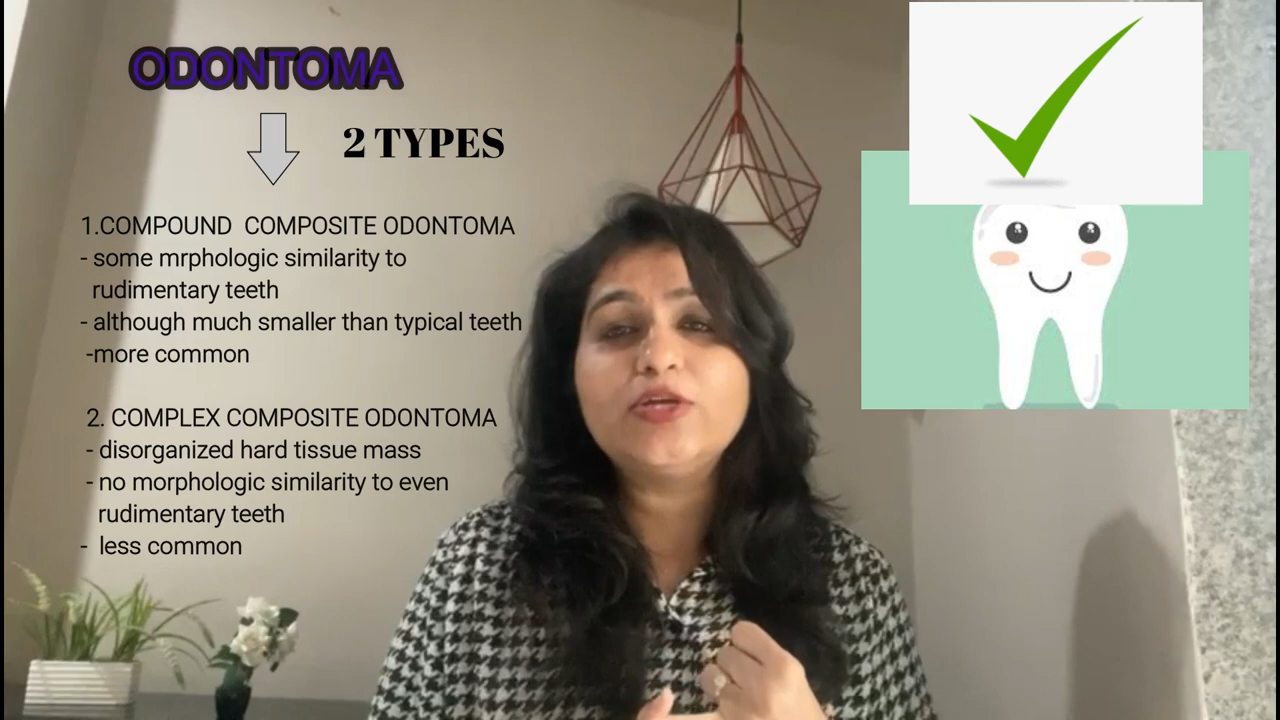 ODONTOMA
2 TYPES
1.COMPOUND COMPOSITE ODONTOMA
- some mrphologic similarity to
rudimentary teeth
- although much smaller than typical teeth
-more common
2. COMPLEX COMPOSITE ODONTOMA
- disorganized hard tissue mass
- no morphologic similarity to even
rudimentary teeth
- less common